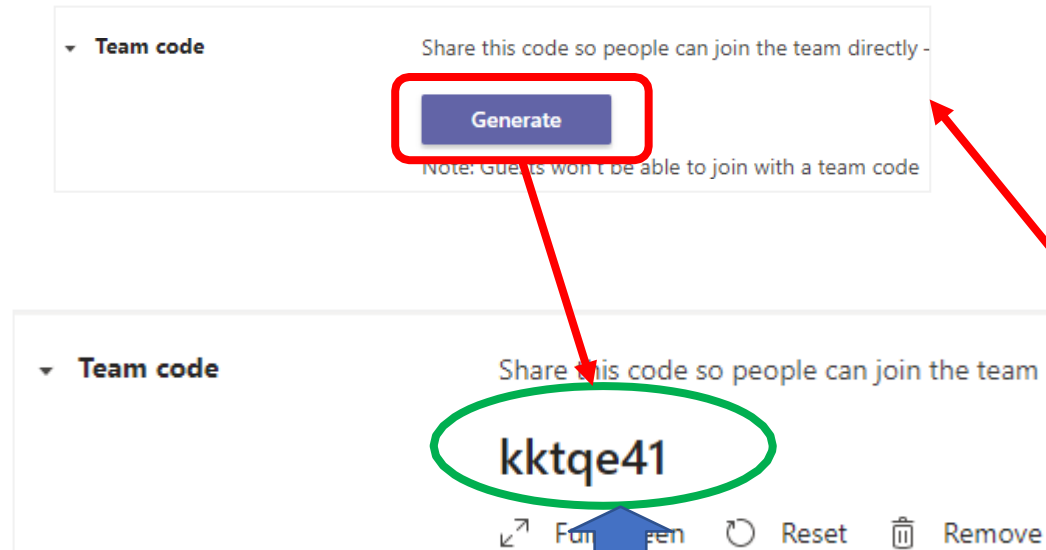 Team code
Share this code so people can join the team directly -
Generate
Note: Guests won't be able to join with a team code
Team code
Share this code so people can join the team
kktqe41
Reset Remove